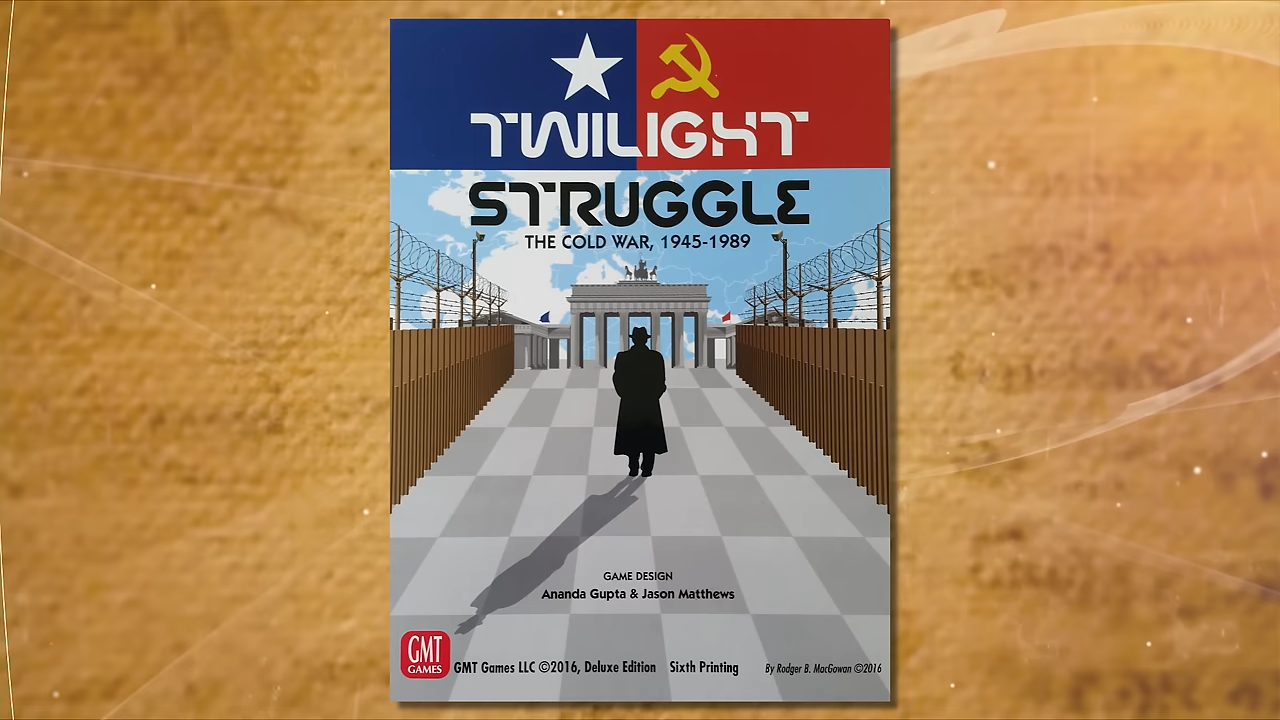 TWILIGHT
STRUGGLE
THE COLD WAR, 1945-1989
GAME DESIGN
Ananda Gupta & Jason Matthews
GMT
GAMES
GMT Games LLC ©2016, Deluxe Edition Sixth Printing
By Rodger B. MacGowan ©2016